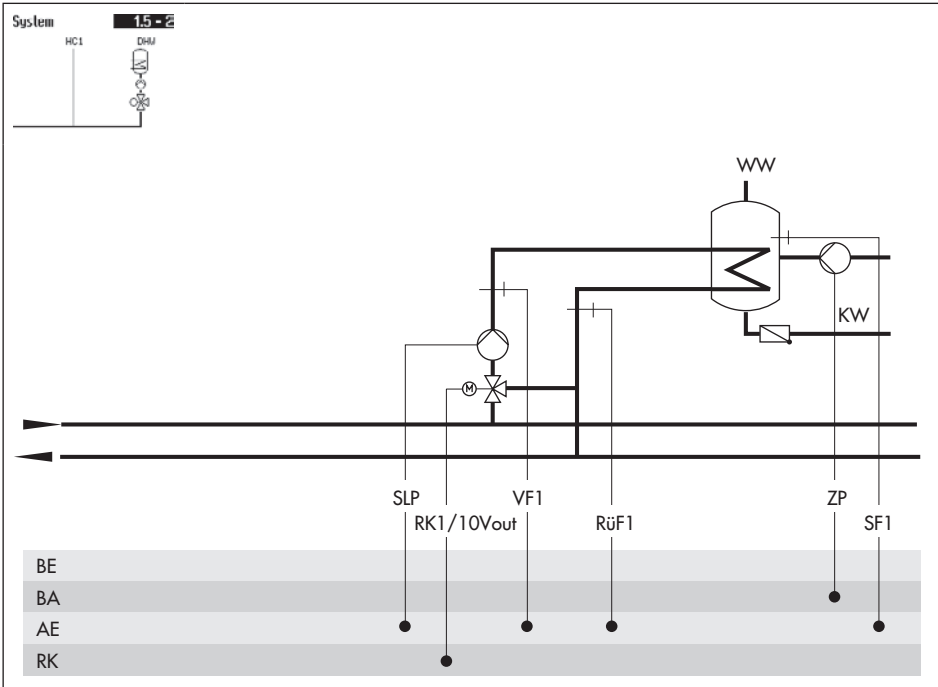 System 1.5 - 2
HC1 DHW
WW
KW
M
SLP VF1 ZP
RK1/10Vout RüF1 SF1
BE
BA
AE
RK